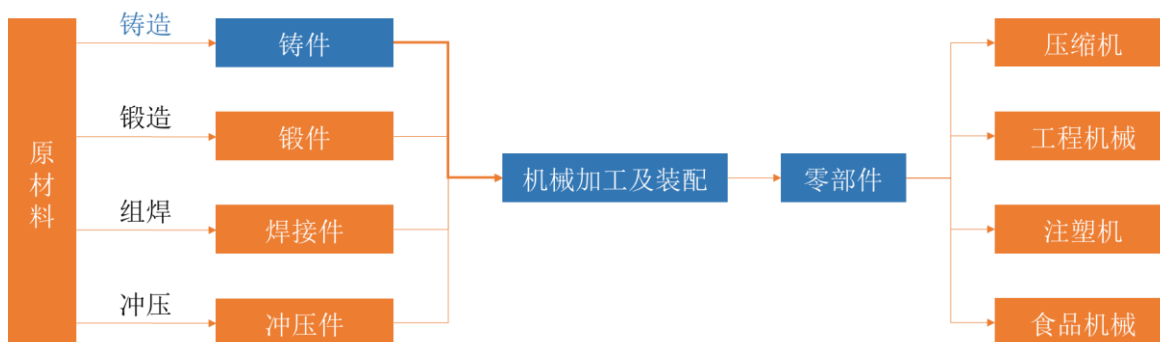 原材料
铸造
铸件
锻造
锻件
组焊
焊接件
冲压
冲压件
机械加工及装配
零部件
压缩机
工程机械
注塑机
食品机械